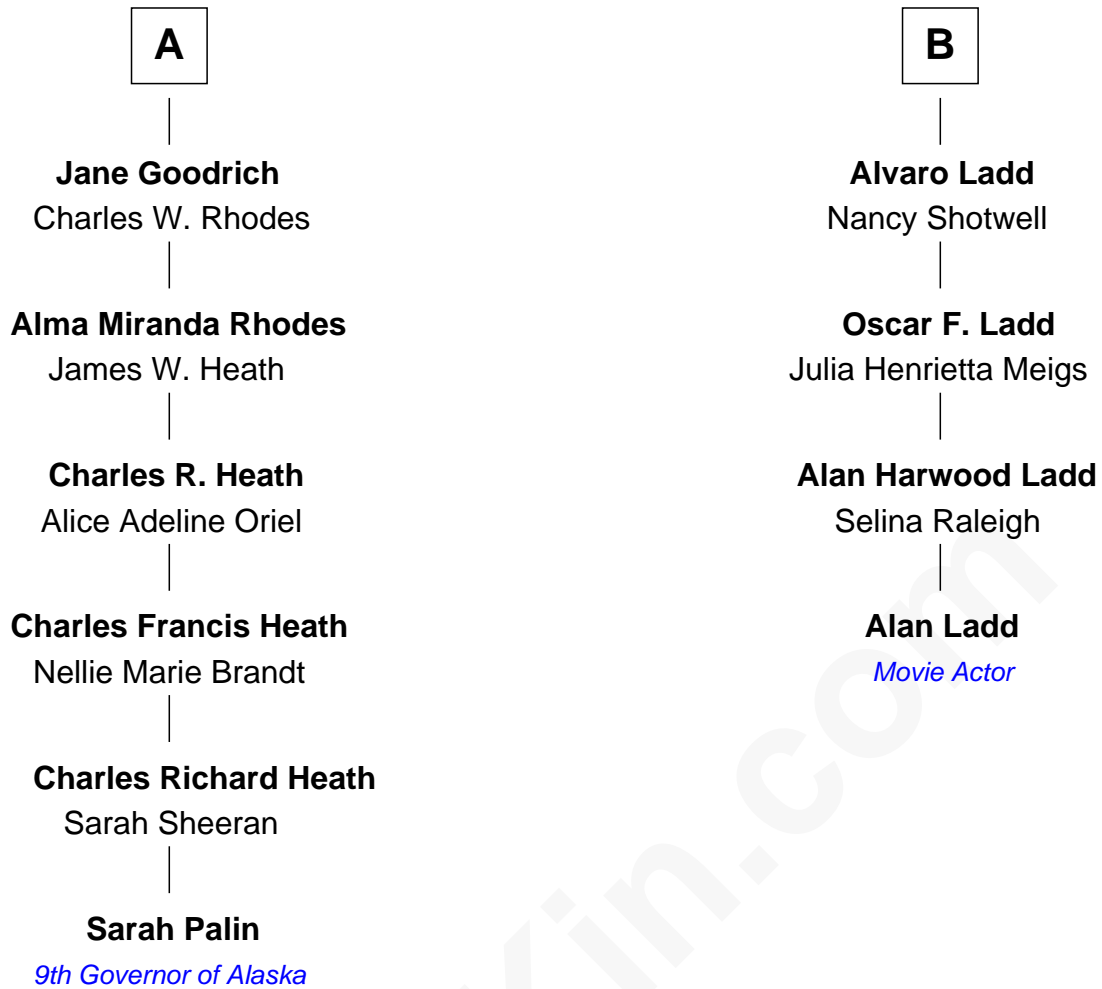 A
Jane Goodrich
Charles W. Rhodes
Alma Miranda Rhodes
James W. Heath
Charles R. Heath
Alice Adeline Oriel
Charles Francis Heath
Nellie Marie Brandt
Charles Richard Heath
Sarah Sheeran
Sarah Palin
9th Governor of Alaska
B
Alvaro Ladd
Nancy Shotwell
Oscar F. Ladd
Julia Henrietta Meigs
Alan Harwood Ladd
Selina Raleigh
Alan Ladd
Movie Actor
Kin.com